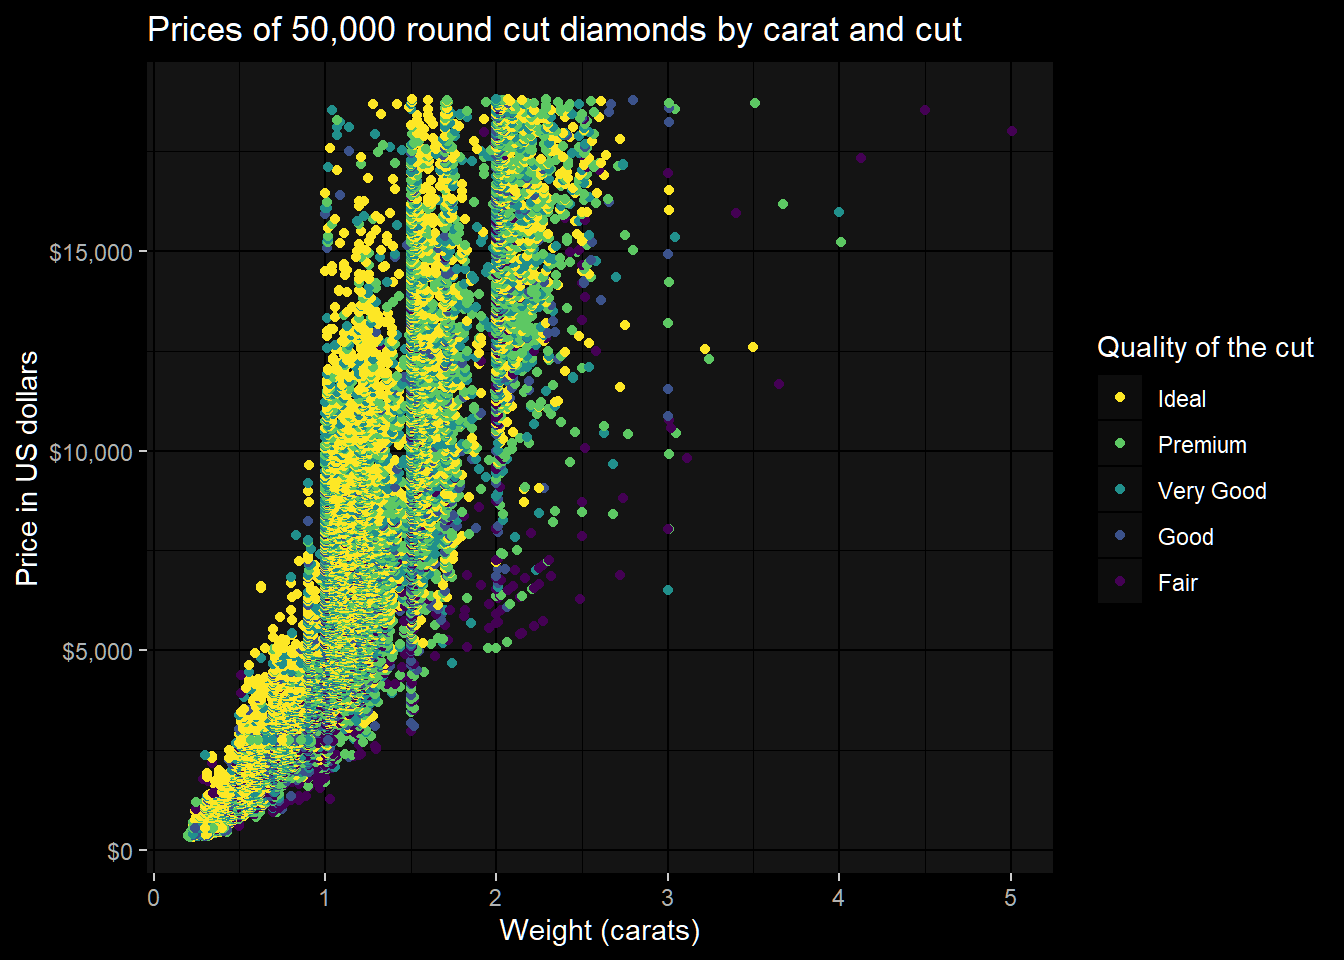 Prices of 50,000 round cut diamonds by carat and cut
Price in US dollars
$15,000
$10,000
$5,000
$0
0 1 2 3 4 5
Weight (carats)
Quality of the cut
Ideal
Premium
Very Good
Good
Fair